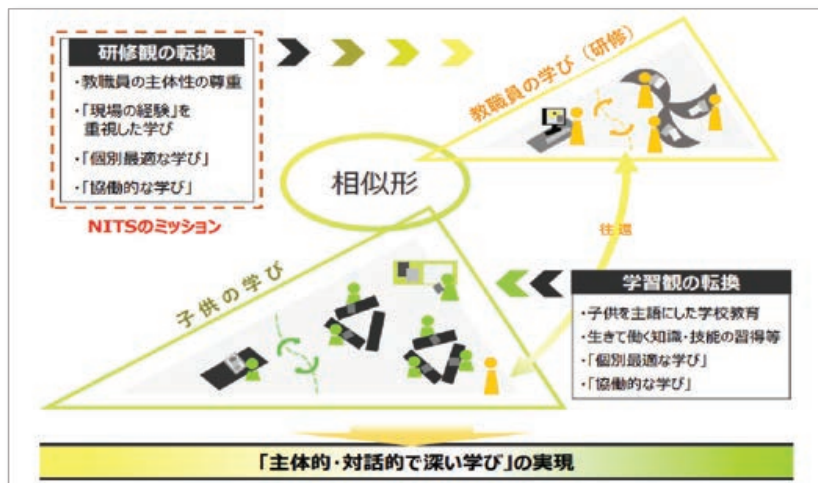 研修観の転換
・教職員の主体性の尊重
・「現場の経験」を
重視した学び
・「個別最適な学び」
・「協働的な学び」
NITSのミッション
教職員の学び（研修）
相似形
往還
子供の学び
学習観の転換
・子供を主語にした学校教育
・生きて働く知識・技能の習得等
・「個別最適な学び」
・「協働的な学び」
「主体的・対話的で深い学び」の実現